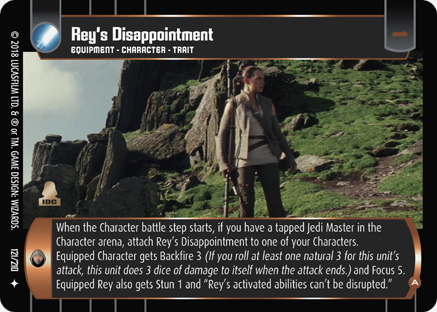 Rey's Disappointment
EQUIPMENT • CHARACTER • TRAIT
© 2018 LUCASFILM LTD. & ® or TM. GAME DESIGN: WIZARDS.
121/210
IDC
When the Character battle step starts, if you have a tapped Jedi Master in the
Character arena, attach Rey's Disappointment to one of your Characters.
Equipped Character gets Backfire 3 (If you roll at least one natural 3 for this unit's
attack, this unit does 3 dice of damage to itself when the attack ends.) and Focus 5.
Equipped Rey also gets Stun 1 and "Rey's activated abilities can't be disrupted."
A